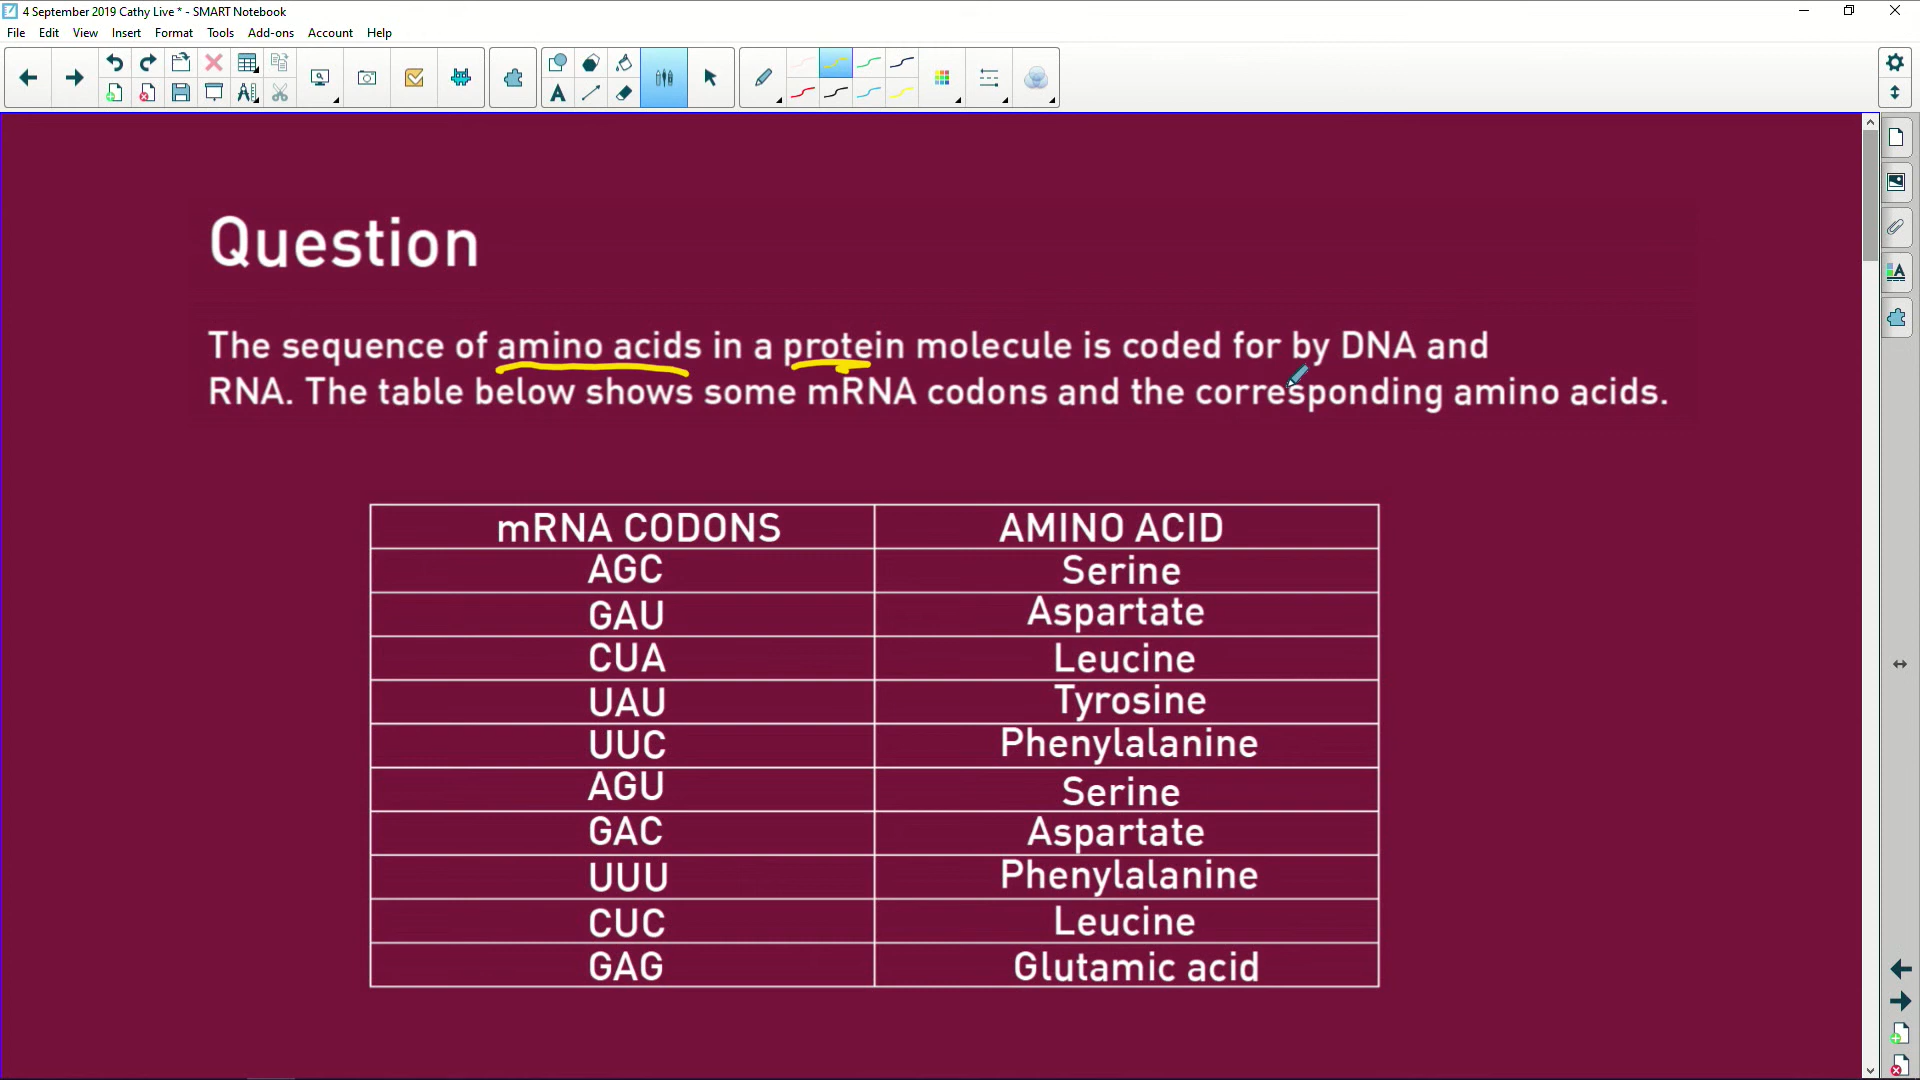 4 September 2019 Cathy Live * - SMART Notebook
File Edit View Insert Format Tools Add-ons Account Help
Question
The sequence of amino acids in a protein molecule is coded for by DNA and
RNA. The table below shows some mRNA codons and the corresponding amino acids.
mRNA CODONS AMINO ACID
AGC Serine
GAU Aspartate
CUA Leucine
UAU Tyrosine
UUC Phenylalanine
AGU Serine
GAC Aspartate
UUU Phenylalanine
CUC Leucine
GAG Glutamic acid